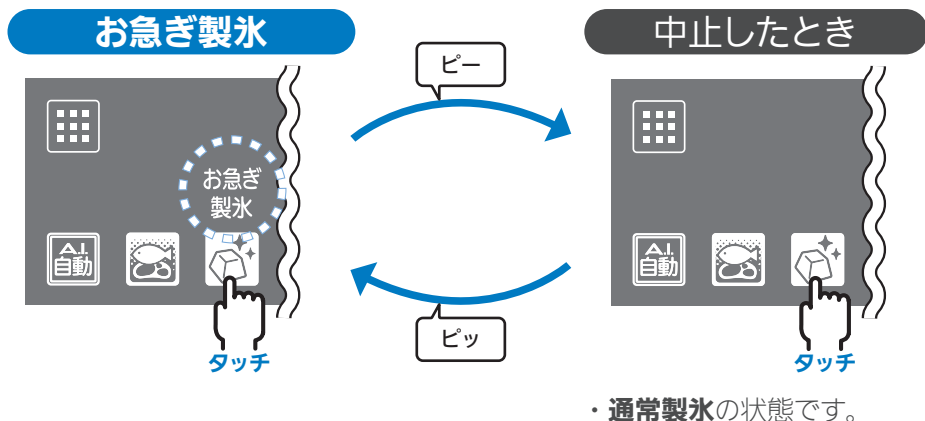 お急ぎ製氷
中止したとき
ピー
お急ぎ
製氷
A.I.
自動
A.I.
自動
ピッ
タッチ
タッチ
・通常製氷の状態です。